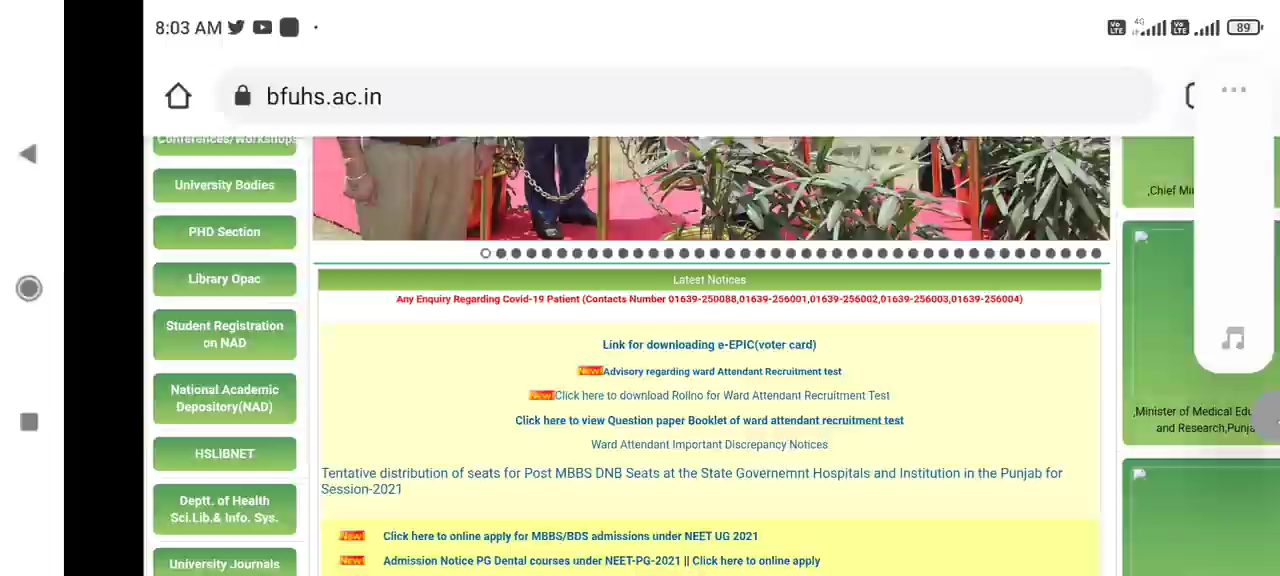 8:03 AM
4G
89
bfuhs.ac.in
Conferences/Workshops
University Bodies
PHD Section
Library Opac
Student Registration
on NAD
National Academic
Depository(NAD)
HSLIBNET
Deptt. of Health
Sci.Lib.& Info. Sys.
University Journals
Latest Notices
Any Enquiry Regarding Covid-19 Patient (Contacts Number 01639-250088,01639-256001,01639-256002,01639-256003,01639-256004)
Link for downloading e-EPIC(voter card)
New! Advisory regarding ward Attendant Recruitment test
New! Click here to download Rollno for Ward Attendant Recruitment Test
Click here to view Question paper Booklet of ward attendant recruitment test
Ward Attendant Important Discrepancy Notices
Tentative distribution of seats for Post MBBS DNB Seats at the State Governemnt Hospitals and Institution in the Punjab for
Session-2021
New! Click here to online apply for MBBS/BDS admissions under NEET UG 2021
New! Admission Notice PG Dental courses under NEET-PG-2021 || Click here to online apply
,Chief
,Minister of Medical
and Research,Punja